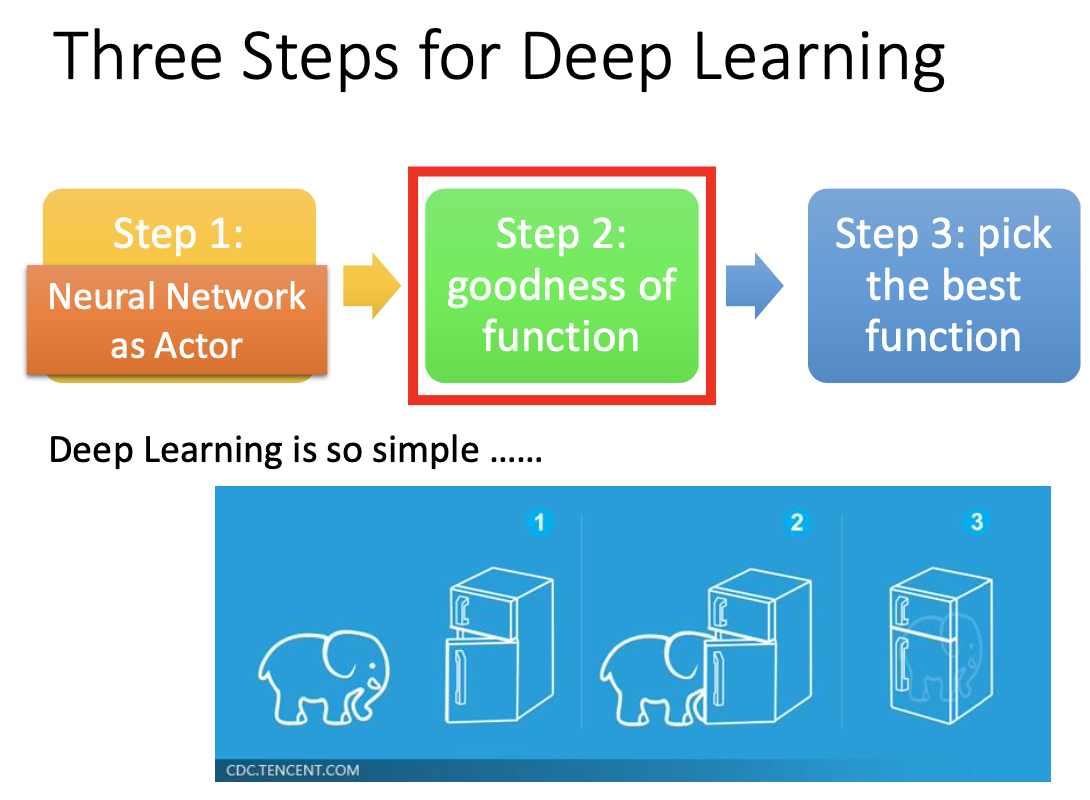 Three Steps for Deep Learning
Step 1:
Neural Network
as Actor
Step 2:
goodness of
function
Step 3: pick
the best
function
Deep Learning is so simple ……
1
2
3
CDC.TENCENT.COM